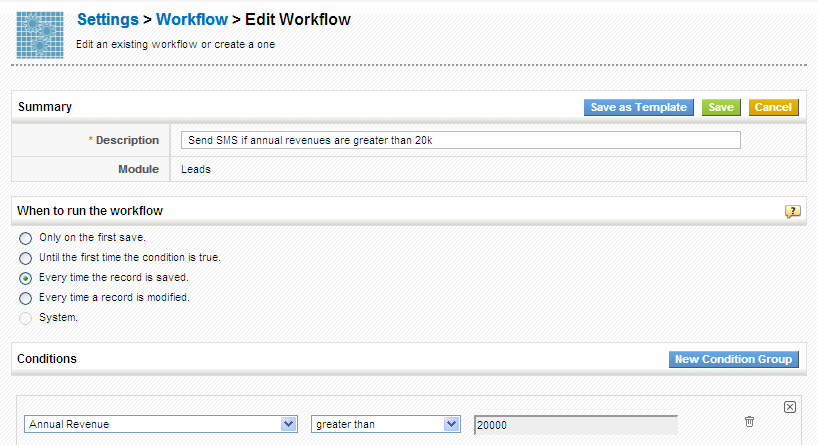 Settings > Workflow > Edit Workflow
Edit an existing workflow or create a one
Summary
Save as Template
Save
Cancel
* Description
Send SMS if annual revenues are greater than 20k
Module
Leads
When to run the workflow
?
Only on the first save.
Until the first time the condition is true.
Every time the record is saved.
Every time a record is modified.
System.
Conditions
New Condition Group
Annual Revenue
greater than
20000